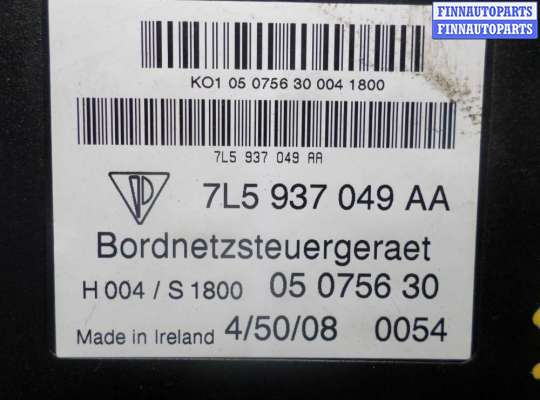 FINNAUTOPARTS
FINNAUTOPARTS
KO1 05 0756 30 004 1800
7L5 937 049 AA
7L5 937 049 AA
Bordnetzsteuergeraet
H 004 / S 1800 05 0756 30
Made in Ireland 4/50/08 0054